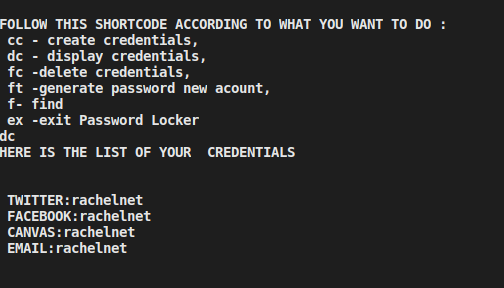 FOLLOW THIS SHORTCODE ACCORDING TO WHAT YOU WANT TO DO :
cc - create credentials,
dc - display credentials,
fc -delete credentials,
ft -generate password new acount,
f- find
ex -exit Password Locker
dc
HERE IS THE LIST OF YOUR  CREDENTIALS
TWITTER:rachelnet
FACEBOOK:rachelnet
CANVAS:rachelnet
EMAIL:rachelnet